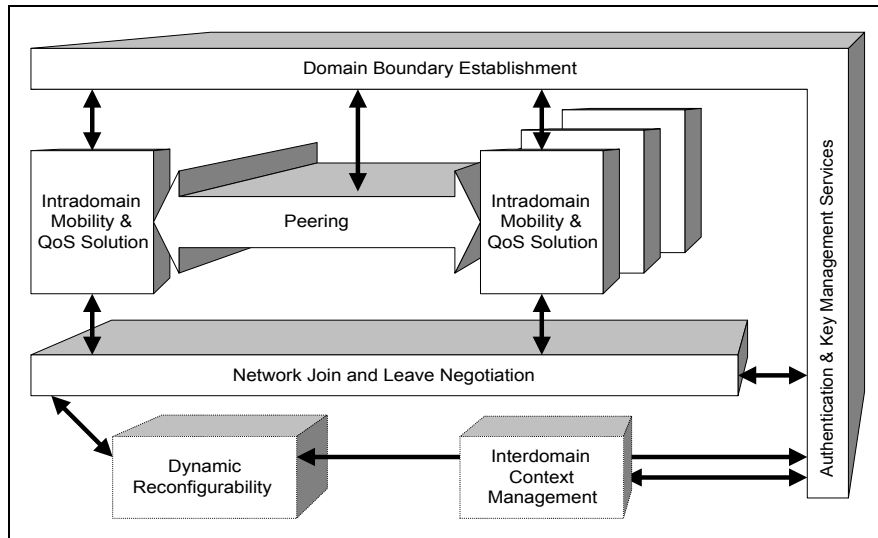 Domain Boundary Establishment
Intradomain
Mobility &
QoS Solution
Peering
Intradomain
Mobility &
QoS Solution
Authentication & Key Management Services
Network Join and Leave Negotiation
Dynamic
Reconfigurability
Interdomain
Context
Management